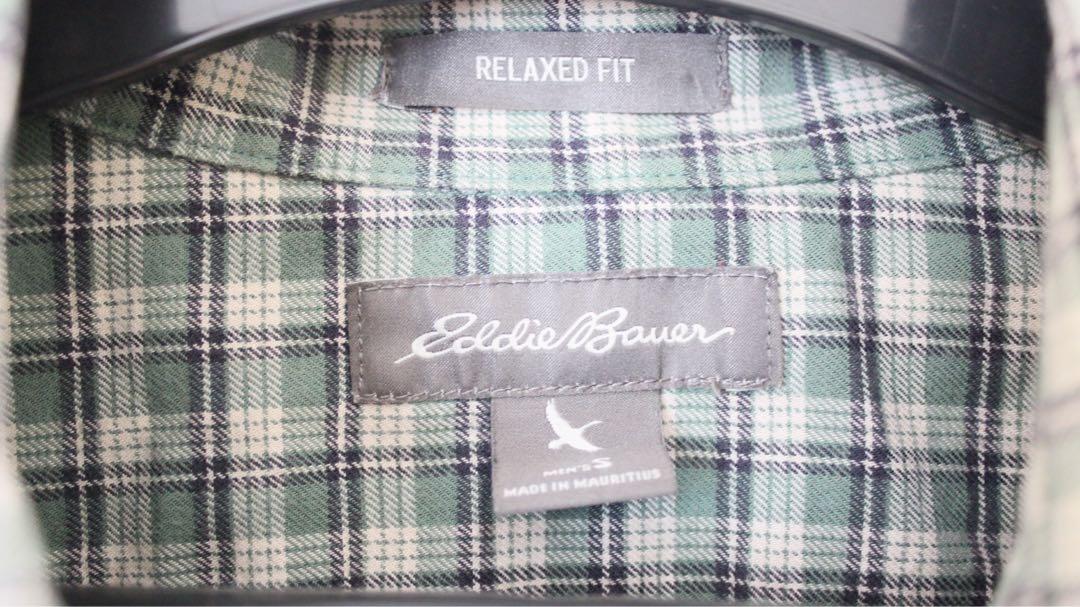 RELAXED FIT
Eddie Bauer
MEN'S S
MADE IN MAURITIUS